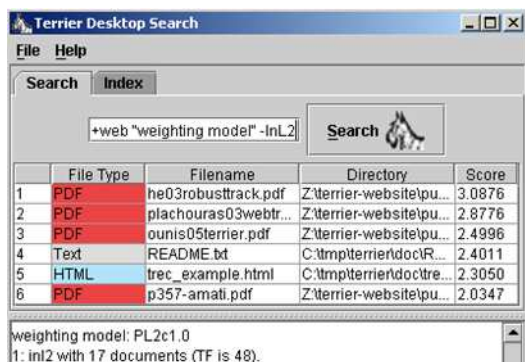 Terrier Desktop Search
File Help
Search Index
+web "weighting model" -InL2 Search
File Type Filename Directory Score
1 PDF he03robusttrack.pdf Z:\terrier-website\pu... 3.0876
2 PDF plachouras03webtr... Z:\terrier-website\pu... 2.8776
3 PDF ounis05terrier.pdf Z:\terrier-website\pu... 2.4996
4 Text README.txt C:\tmp\terrier\doc\R... 2.4011
5 HTML trec_example.html C:\tmp\terrier\doc\tre... 2.3050
6 PDF p357-amati.pdf Z:\terrier-website\pu... 2.0347
weighting model: PL2c1.0
1: inl2 with 17 documents (TF is 48).